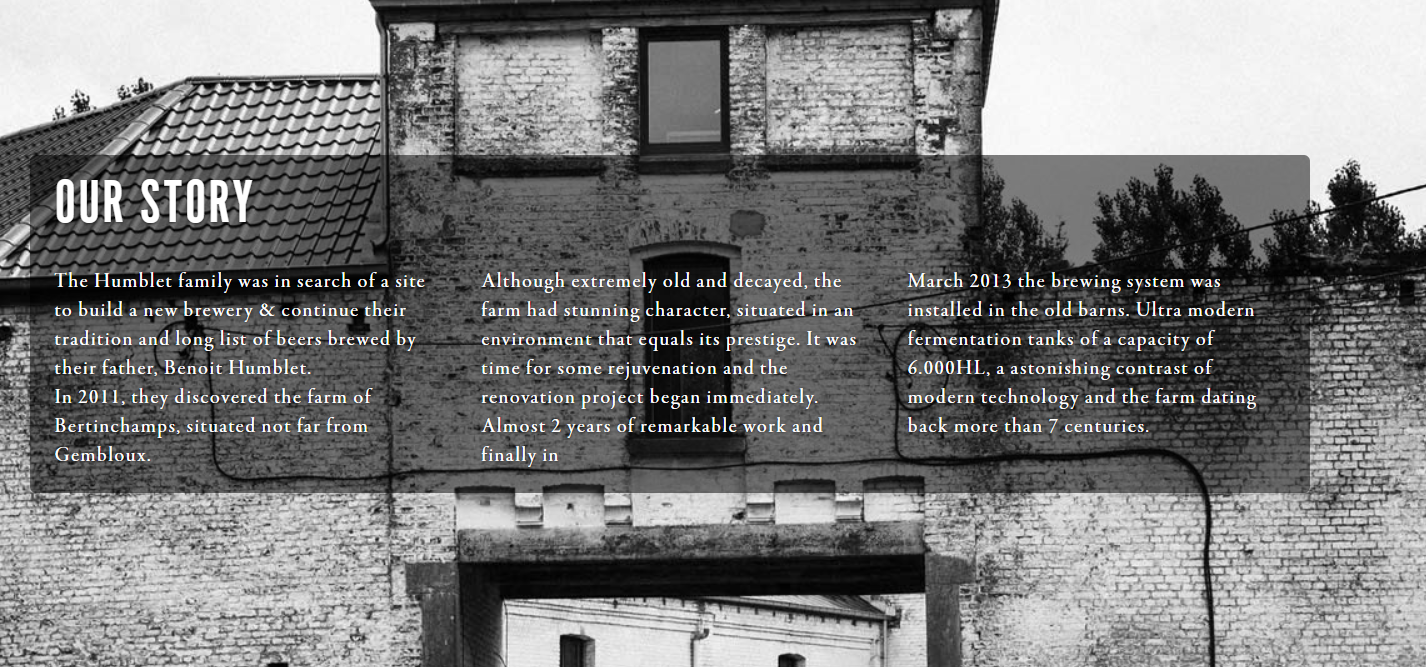 OUR STORY
The Humblet family was in search of a site
to build a new brewery & continue their
tradition and long list of beers brewed by
their father, Benoit Humblet.
In 2011, they discovered the farm of
Bertinchamps, situated not far from
Gembloux.
Although extremely old and decayed, the
farm had stunning character, situated in an
environment that equals its prestige. It was
time for some rejuvenation and the
renovation project began immediately.
Almost 2 years of remarkable work and
finally in
March 2013 the brewing system was
installed in the old barns. Ultra modern
fermentation tanks of a capacity of
6.000HL, a astonishing contrast of
modern technology and the farm dating
back more than 7 centuries.